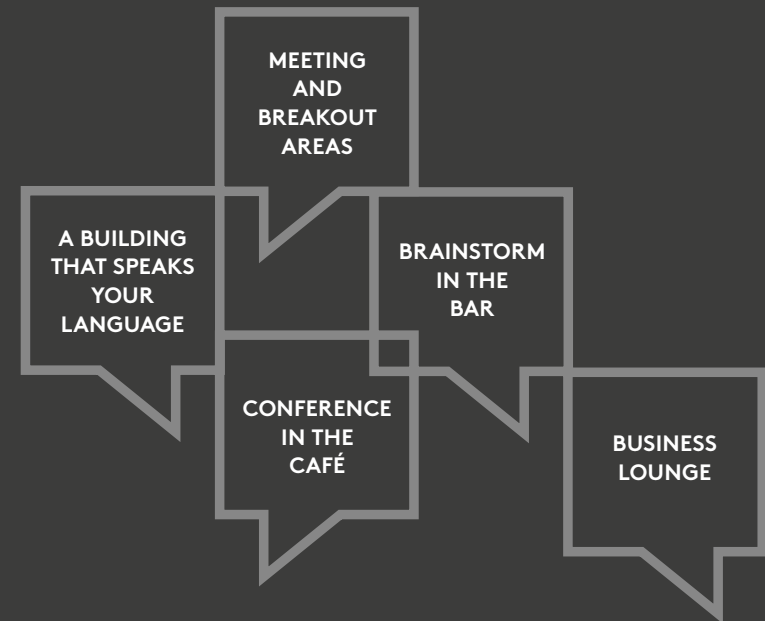 MEETING
AND
BREAKOUT
AREAS
A BUILDING
THAT SPEAKS
YOUR
LANGUAGE
BRAINSTORM
IN THE
BAR
CONFERENCE
IN THE
CAFÉ
BUSINESS
LOUNGE